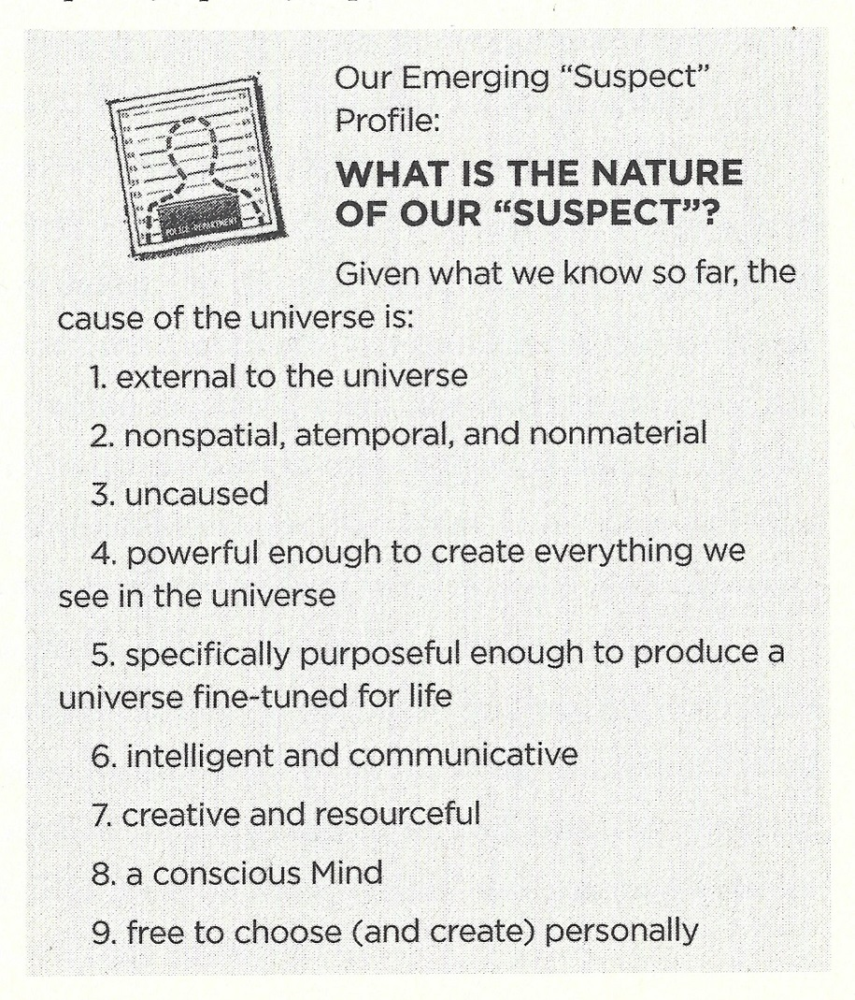 Our Emerging “Suspect”
Profile:
WHAT IS THE NATURE
OF OUR “SUSPECT”?
POLICE DEPARTMENT
Given what we know so far, the
cause of the universe is:
1. external to the universe
2. nonspatial, atemporal, and nonmaterial
3. uncaused
4. powerful enough to create everything we
see in the universe
5. specifically purposeful enough to produce a
universe fine-tuned for life
6. intelligent and communicative
7. creative and resourceful
8. a conscious Mind
9. free to choose (and create) personally